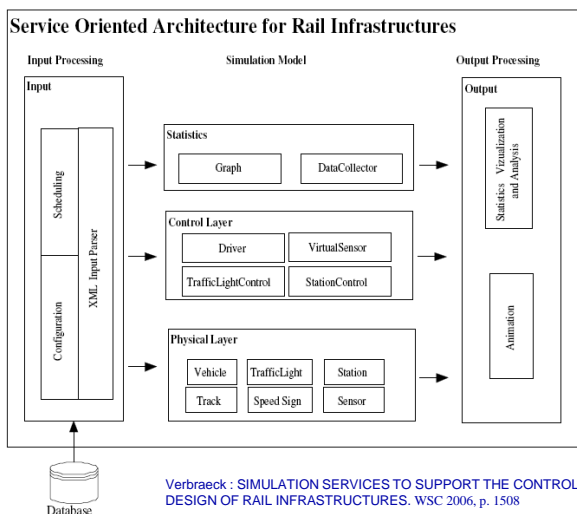 Service Oriented Architecture for Rail Infrastructures
Input Processing
Simulation Model
Output Processing
Input
Scheduling
Configuration
XML Input Parser
Statistics
Graph
DataCollector
Control Layer
Driver
VirtualSensor
TrafficLightControl
StationControl
Physical Layer
Vehicle
TrafficLight
Station
Track
Speed Sign
Sensor
Output
Statistics Vizualization
and Analysis
Animation
Database
Verbraeck : SIMULATION SERVICES TO SUPPORT THE CONTROL
DESIGN OF RAIL INFRASTRUCTURES. WSC 2006, p. 1508